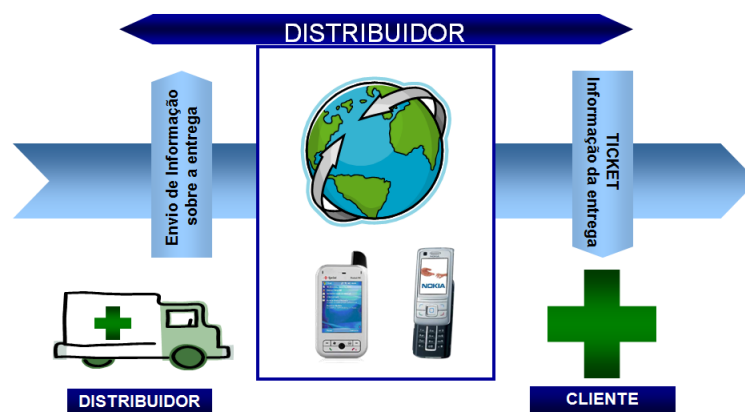 DISTRIBUIDOR
Envio de Informação
sobre a entrega
TICKET
Informação da entrega
NOKIA
DISTRIBUIDOR
CLIENTE